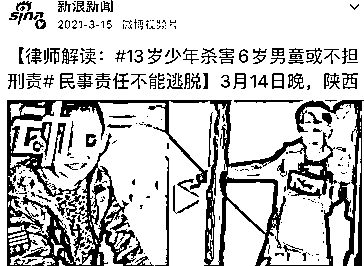 sina
新浪新闻
2021-3-15 微博视频号
【律师解读：#13岁少年杀害6岁男童或不担
刑责# 民事责任不能逃脱】3月14日晚，陕西